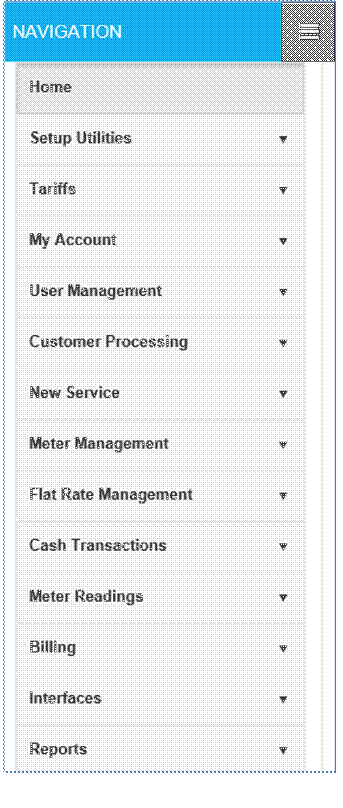 NAVIGATION
Home
Setup Utilities
Tariffs
My Account
User Management
Customer Processing
New Service
Meter Management
Flat Rate Management
Cash Transactions
Meter Readings
Billing
Interfaces
Reports